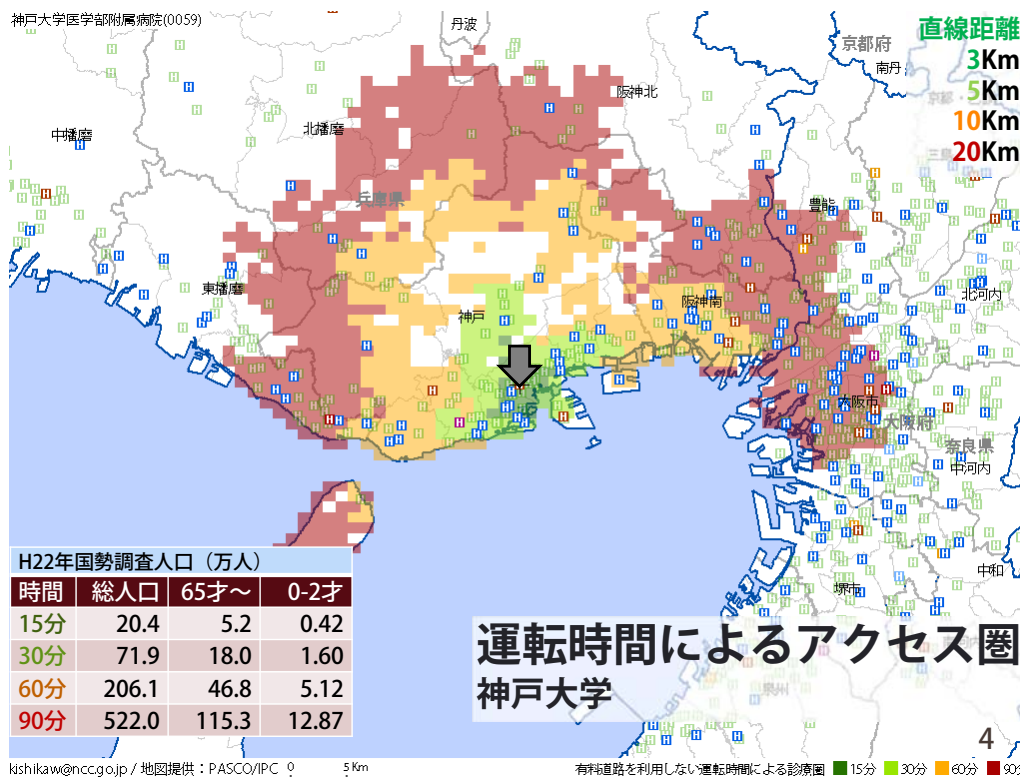 神戸大学医学部附属病院(0059)
直線距離
3Km
5Km
10Km
20Km
丹波
京都府
南丹
阪神北
中播磨
北播磨
兵庫県
豊能
東播磨
阪神南
北河内
神戸
大阪市
大阪府
奈良県
中河内
中和
堺市
泉州
H22年国勢調査人口（万人）
時間 総人口 65才～ 0-2才
15分 20.4 5.2 0.42
30分 71.9 18.0 1.60
60分 206.1 46.8 5.12
90分 522.0 115.3 12.87
運転時間によるアクセス圏
神戸大学
4
kishikaw@ncc.go.jp / 地図提供：PASCO/IPC 0 5 Km
有料道路を利用しない運転時間による診療圏 15分 30分 60分 90分